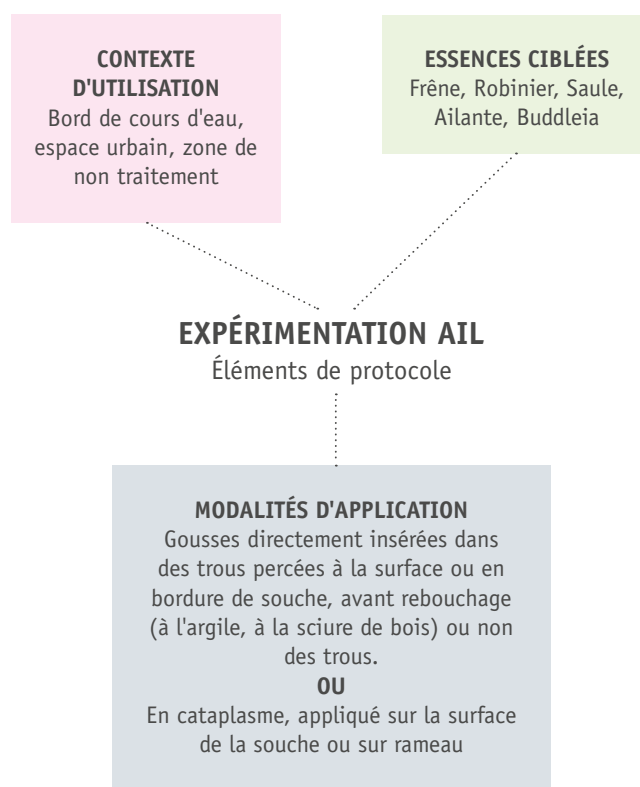 CONTEXTE
D'UTILISATION
Bord de cours d'eau,
espace urbain, zone de
non traitement
ESSENCES CIBLÉES
Frêne, Robinier, Saule,
Ailante, Buddleia
EXPÉRIMENTATION AIL
Éléments de protocole
MODALITÉS D'APPLICATION
Gousses directement insérées dans
des trous percées à la surface ou en
bordure de souche, avant rebouchage
(à l'argile, à la sciure de bois) ou non
des trous.
OU
En cataplasme, appliqué sur la surface
de la souche ou sur rameau